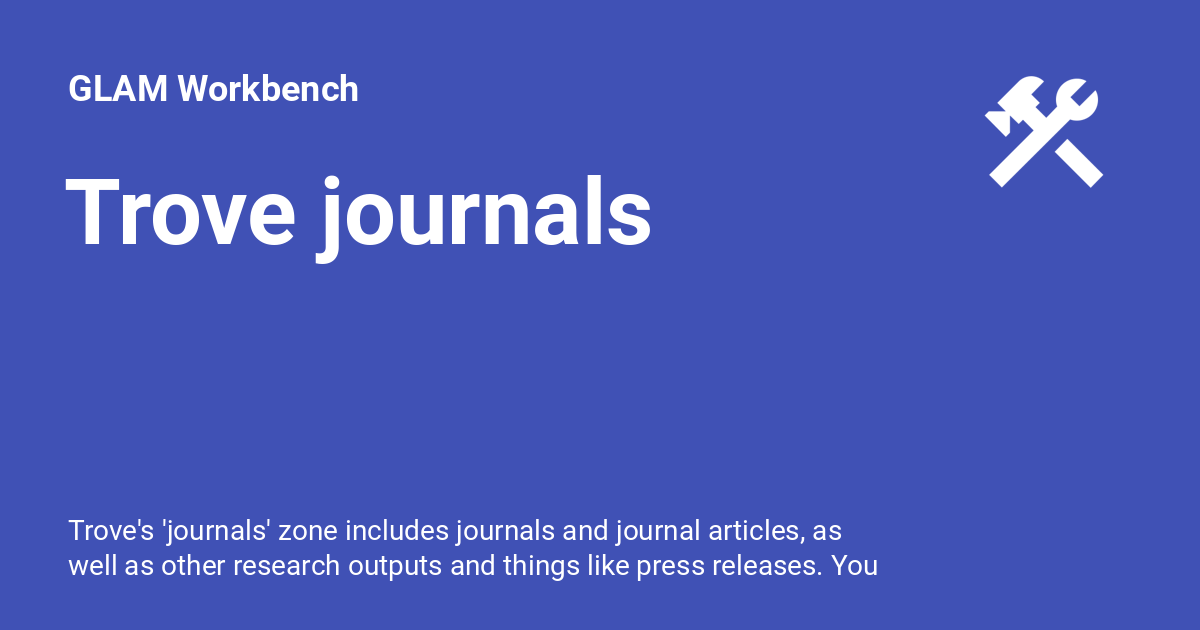 GLAM Workbench
Trove journals
Trove's 'journals' zone includes journals and journal articles, as
well as other research outputs and things like press releases. You